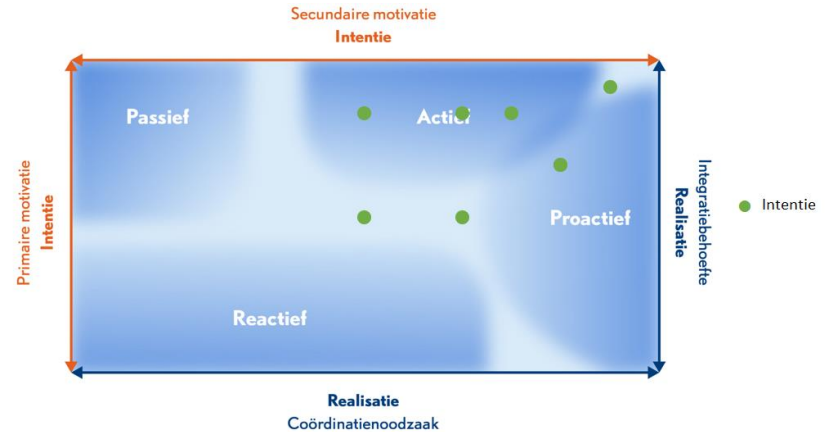 Secundaire motivatie
Intentie
Passief
Actief
Primaire motivatie
Intentie
Proactief
Realisatie
Integratiebehoefte
Intentie
Reactief
Realisatie
Coördinatienoodzaak